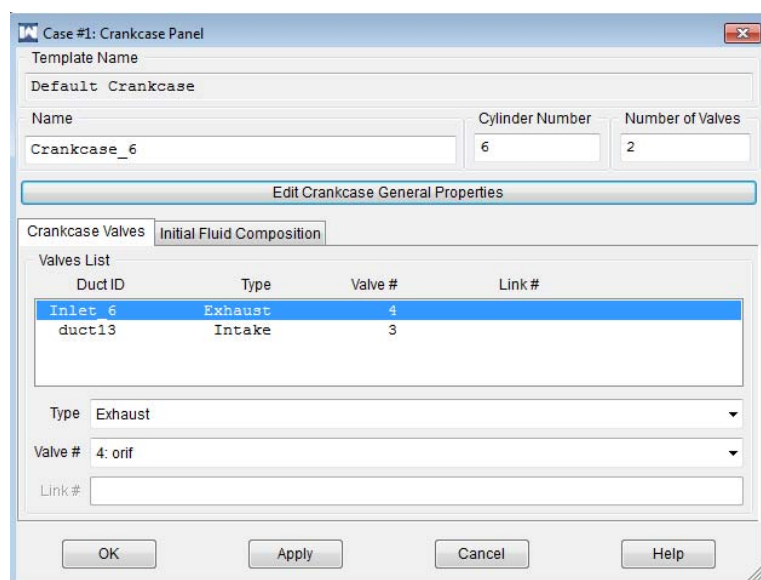 Case #1: Crankcase Panel
Template Name
Default Crankcase
Name Cylinder Number Number of Valves
Crankcase_6 6 2
Edit Crankcase General Properties
Crankcase Valves Initial Fluid Composition
Valves List
Duct ID Type Valve # Link #
Inlet_6 Exhaust 4
duct13 Intake 3
Type Exhaust
Valve # 4: orif
Link #
OK Apply Cancel Help